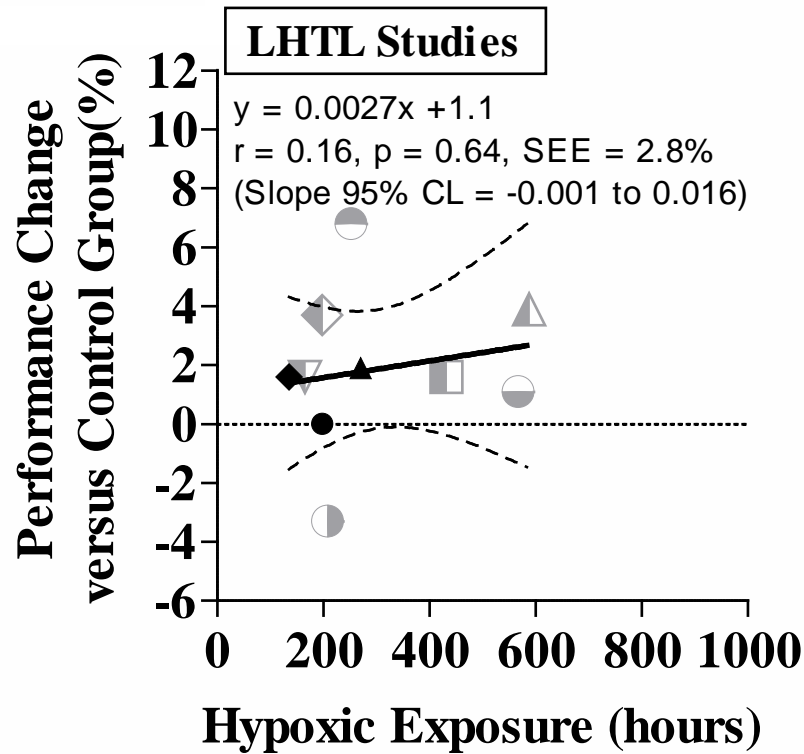 LHTL Studies
y = 0.0027x +1.1
r = 0.16, p = 0.64, SEE = 2.8%
(Slope 95% CL = -0.001 to 0.016)
Performance Change
versus Control Group(%)
12
10
8
6
4
2
0
-2
-4
-6
0 200 400 600 800 1000
Hypoxic Exposure (hours)